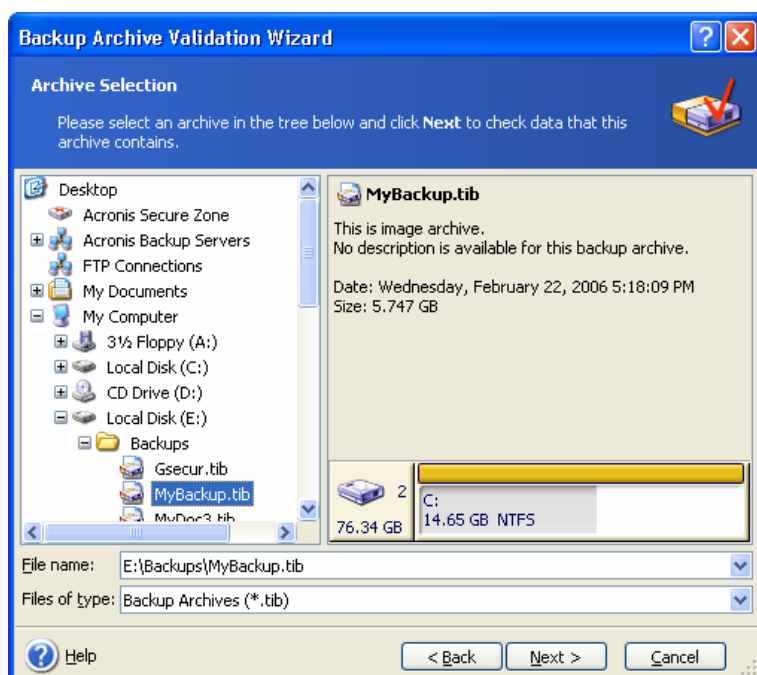 Backup Archive Validation Wizard
Archive Selection
Please select an archive in the tree below and click Next to check data that this
archive contains.
Desktop
Acronis Secure Zone
Acronis Backup Servers
FTP Connections
My Documents
My Computer
3½ Floppy (A:)
Local Disk (C:)
CD Drive (D:)
Local Disk (E:)
Backups
Gsecur.tib
MyBackup.tib
MyDoc3.tib
MyBackup.tib
This is image archive.
No description is available for this backup archive.
Date: Wednesday, February 22, 2006 5:18:09 PM
Size: 5.747 GB
2
76.34 GB
C:
14.65 GB NTFS
File name: E:\Backups\MyBackup.tib
Files of type: Backup Archives (*.tib)
Help
< Back
Next >
Cancel